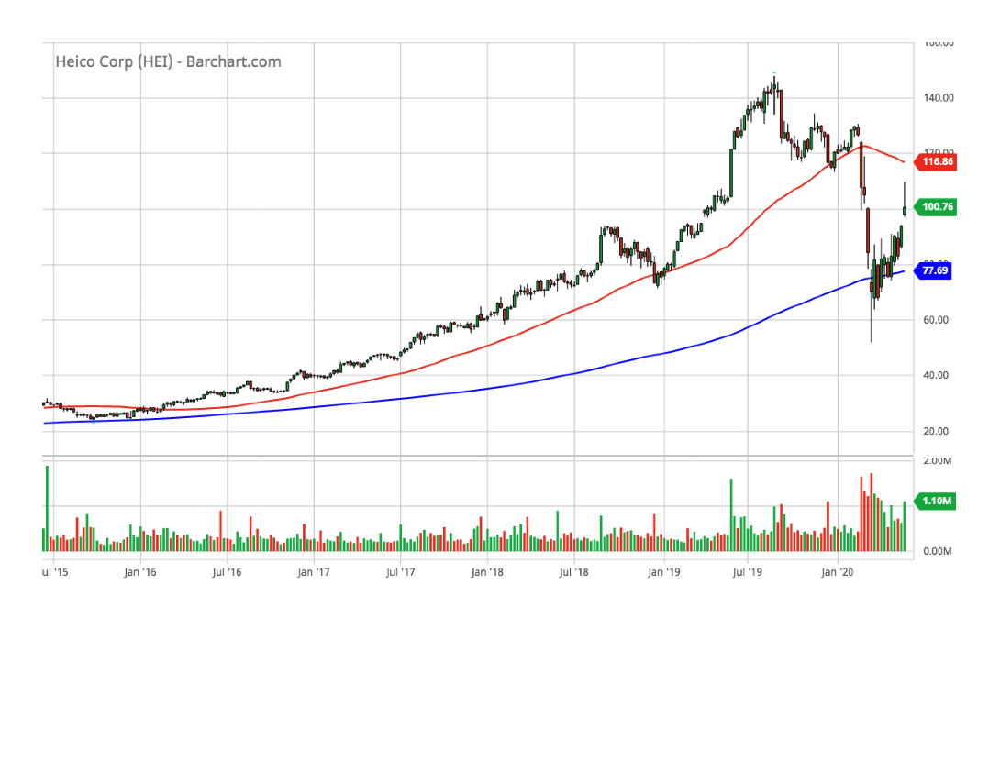 Heico Corp (HEI) - Barchart.com
160.00
140.00
120.00
116.86
100.76
80.00
77.69
60.00
40.00
20.00
2.00M
1.10M
0.00M
ul '15
Jan '16
Jul '16
Jan '17
Jul '17
Jan '18
Jul '18
Jan '19
Jul '19
Jan '20